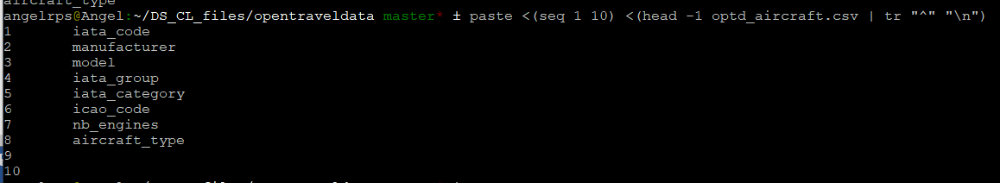 aircraft_type
angelrps@Angel:~/DS_CL_files/opentraveldata master* ± paste <(seq 1 10) <(head -1 optd_aircraft.csv | tr "^" "\n")
1 iata_code
2 manufacturer
3 model
4 iata_group
5 iata_category
6 icao_code
7 nb_engines
8 aircraft_type
9
10